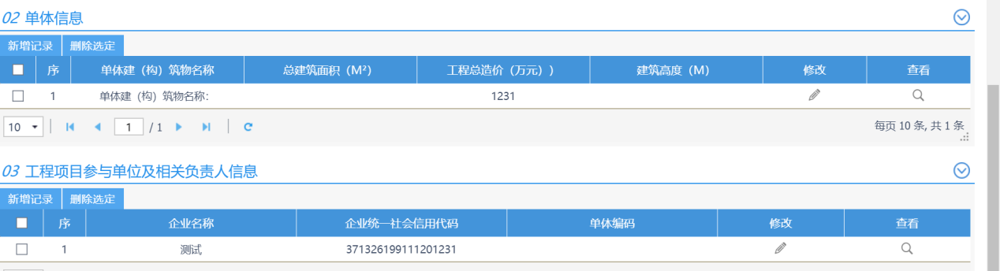 02 单体信息
新增记录 删除选定
序 单体建（构）筑物名称 总建筑面积（M²） 工程总造价（万元）） 建筑高度（M） 修改 查看
1 单体建（构）筑物名称： 1231
10 1 / 1 每页 10 条, 共 1 条
03 工程项目参与单位及相关负责人信息
新增记录 删除选定
序 企业名称 企业统一社会信用代码 单体编码 修改 查看
1 测试 371326199111201231